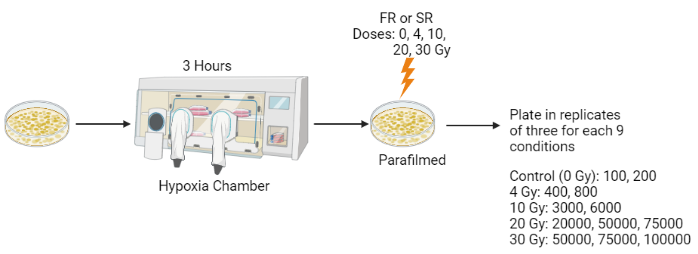 FR or SR
Doses: 0, 4, 10,
20, 30 Gy
3 Hours
Hypoxia Chamber
Parafilmed
Plate in replicates
of three for each 9
conditions
Control (0 Gy): 100, 200
4 Gy: 400, 800
10 Gy: 3000, 6000
20 Gy: 20000, 50000, 75000
30 Gy: 50000, 75000, 100000